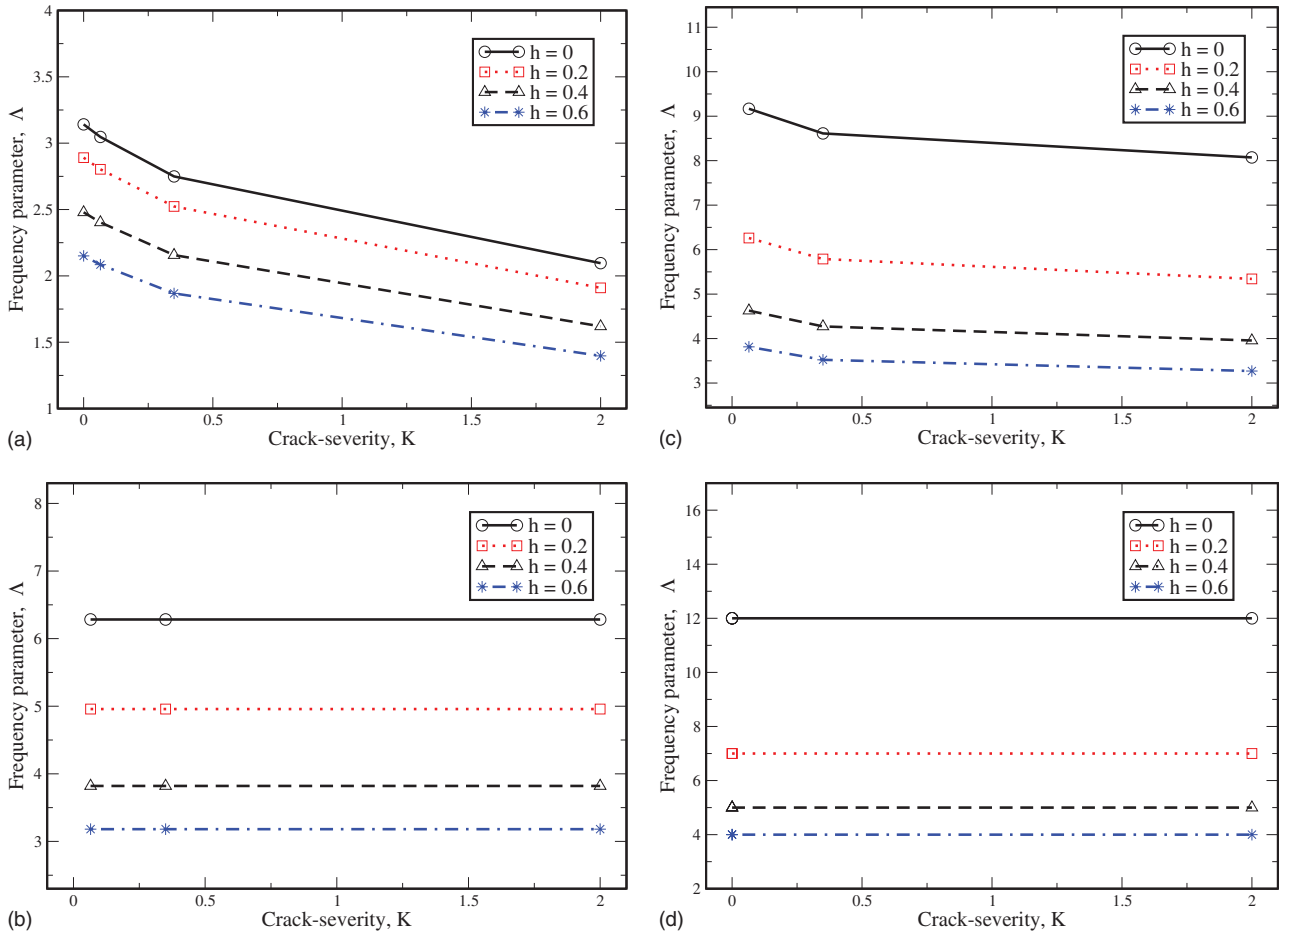 4
3.5
3
2.5
2
1.5
1
Frequency parameter, Λ
h = 0
h = 0.2
h = 0.4
h = 0.6
0
0.5
1
1.5
2
Crack-severity, K
(a)
11
10
9
8
7
6
5
4
3
Frequency parameter, Λ
h = 0
h = 0.2
h = 0.4
h = 0.6
0
0.5
1
1.5
2
Crack-severity, K
(c)
8
7
6
5
4
3
Frequency parameter, Λ
h = 0
h = 0.2
h = 0.4
h = 0.6
0
0.5
1
1.5
2
Crack-severity, K
(b)
16
14
12
10
8
6
4
2
Frequency parameter, Λ
h = 0
h = 0.2
h = 0.4
h = 0.6
0
0.5
1
1.5
2
Crack-severity, K
(d)